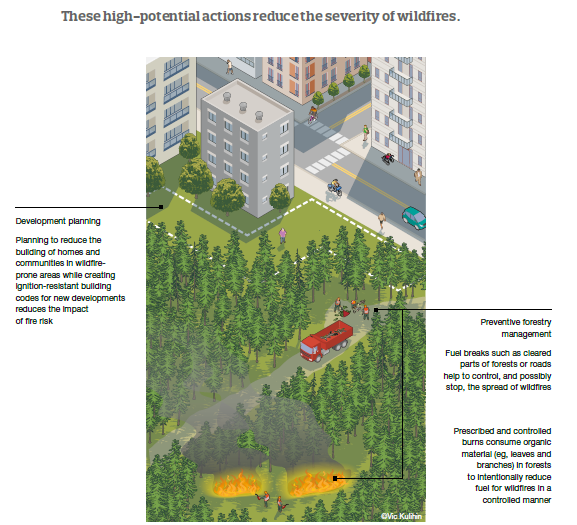 These high-potential actions reduce the severity of wildfires.
Development planning
Planning to reduce the
building of homes and
communities in wildfire-
prone areas while creating
ignition-resistant building
codes for new developments
reduces the impact
of fire risk
Preventive forestry
management
Fuel breaks such as cleared
parts of forests or roads
help to control, and possibly
stop, the spread of wildfires
Prescribed and controlled
burns consume organic
material (eg, leaves and
branches) in forests
to intentionally reduce
fuel for wildfires in a
controlled manner
©Vic Kulihin